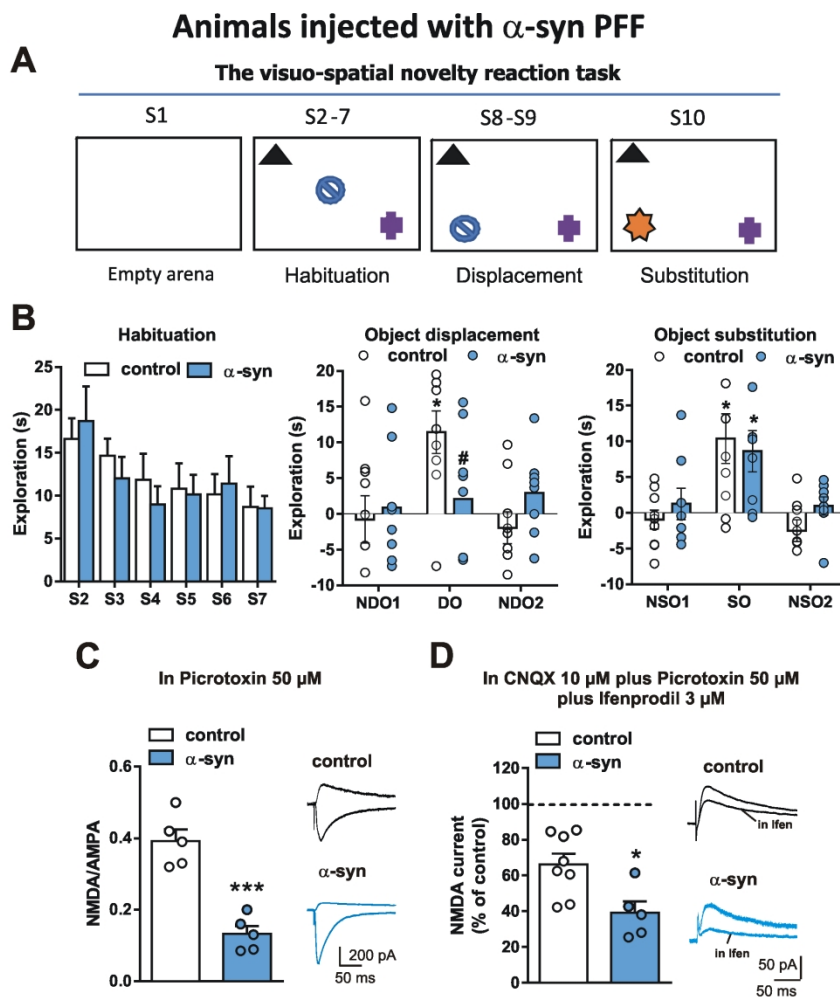 Animals injected with α-syn PFF
A
The visuo-spatial novelty reaction task
S1 S2-7 S8-S9 S10
Empty arena Habituation Displacement Substitution
B
Habituation Object displacement Object substitution
control α-syn control α-syn control α-syn
Exploration (s)
25
20
15
10
5
0
S2 S3 S4 S5 S6 S7
Exploration (s)
20
15
10
5
0
-5
-10
*
#
NDO1 DO NDO2
Exploration (s)
20
15
10
5
0
-5
-10
* *
NSO1 SO NSO2
C
In Picrotoxin 50 µM
control
α-syn
NMDA/AMPA
0.6
0.4
0.2
0.0
***
control
α-syn
200 pA
50 ms
D
In CNQX 10 µM plus Picrotoxin 50 µM
plus Ifenprodil 3 µM
control
α-syn
NMDA current
(% of control)
120
100
80
60
40
20
0
*
control
in Ifen
α-syn
in Ifen
50 pA
50 ms